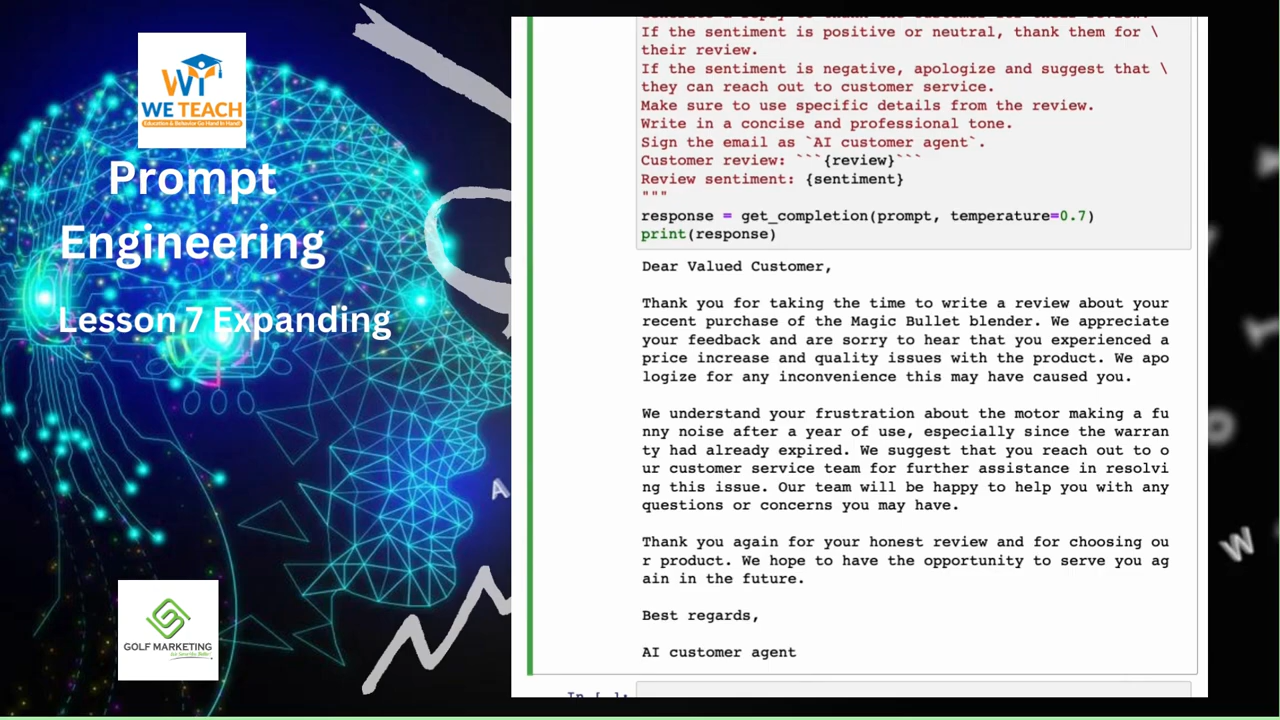 WT
WE TEACH
Education & Behavior Go Hand in Hand
Prompt
Engineering
Lesson 7 Expanding
GOLF MARKETING
If the sentiment is positive or neutral, thank them for \
their review.
If the sentiment is negative, apologize and suggest that \
they can reach out to customer service.
Make sure to use specific details from the review.
Write in a concise and professional tone.
Sign the email as `AI customer agent`.
Customer review: ```{review}```
Review sentiment: {sentiment}
"""
response = get_completion(prompt, temperature=0.7)
print(response)
Dear Valued Customer,
Thank you for taking the time to write a review about your
recent purchase of the Magic Bullet blender. We appreciate
your feedback and are sorry to hear that you experienced a
price increase and quality issues with the product. We apo
logize for any inconvenience this may have caused you.
We understand your frustration about the motor making a fu
nny noise after a year of use, especially since the warran
ty had already expired. We suggest that you reach out to o
ur customer service team for further assistance in resolvi
ng this issue. Our team will be happy to help you with any
questions or concerns you may have.
Thank you again for your honest review and for choosing ou
r product. We hope to have the opportunity to serve you ag
ain in the future.
Best regards,
AI customer agent
In [ ]:
A
W